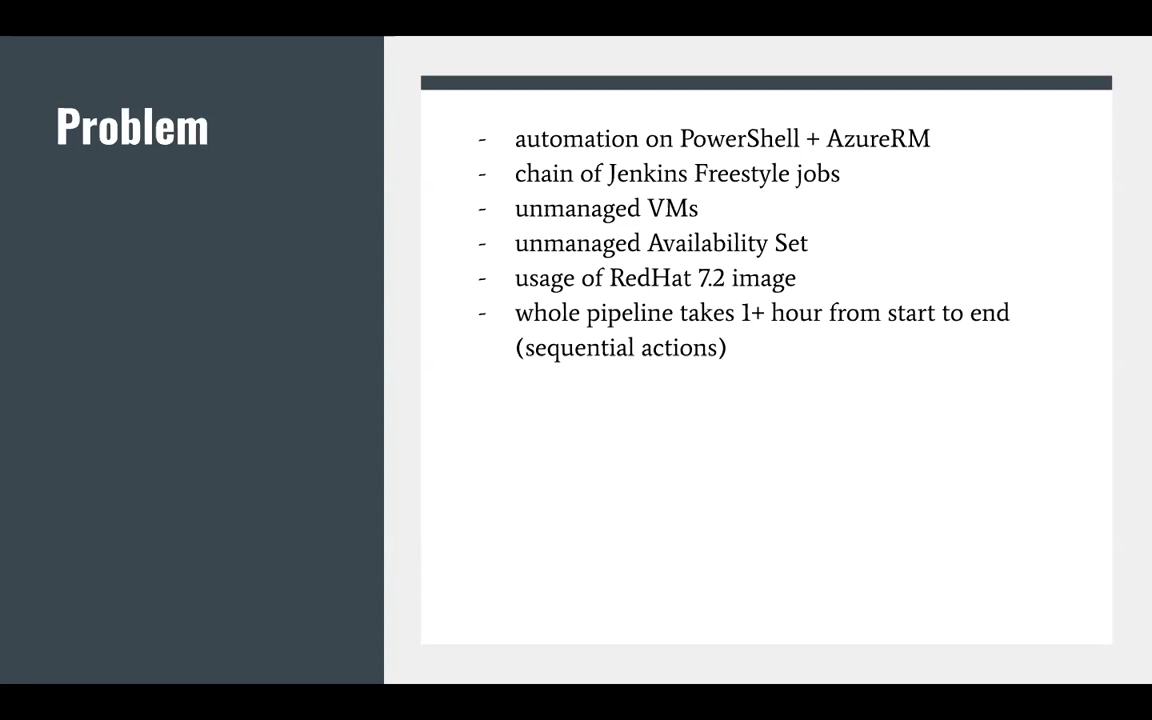 Problem
- automation on PowerShell + AzureRM
- chain of Jenkins Freestyle jobs
- unmanaged VMs
- unmanaged Availability Set
- usage of RedHat 7.2 image
- whole pipeline takes 1+ hour from start to end
(sequential actions)